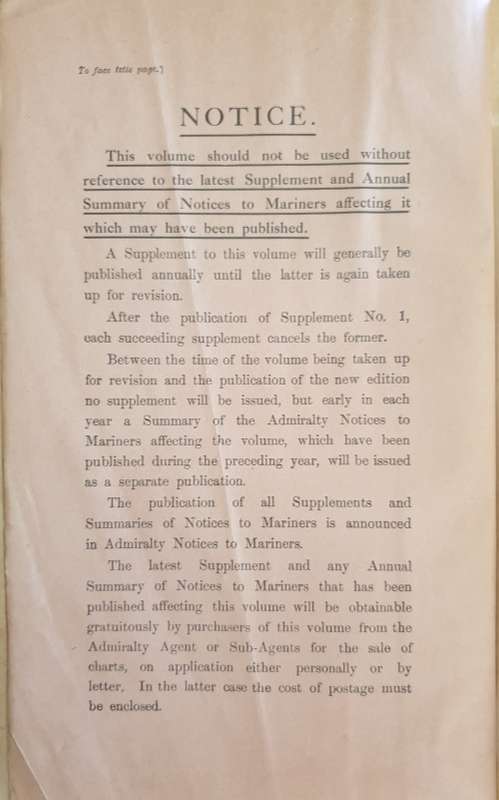 To face title page.]
NOTICE.
This volume should not be used without
reference to the latest Supplement and Annual
Summary of Notices to Mariners affecting it
which may have been published.
A Supplement to this volume will generally be
published annually until the latter is again taken
up for revision.
After the publication of Supplement No. 1,
each succeeding supplement cancels the former.
Between the time of the volume being taken up
for revision and the publication of the new edition
no supplement will be issued, but early in each
year a Summary of the Admiralty Notices to
Mariners affecting the volume, which have been
published during the preceding year, will be issued
as a separate publication.
The publication of all Supplements and
Summaries of Notices to Mariners is announced
in Admiralty Notices to Mariners.
The latest Supplement and any Annual
Summary of Notices to Mariners that has been
published affecting this volume will be obtainable
gratuitously by purchasers of this volume from the
Admiralty Agent or Sub-Agents for the sale of
charts, on application either personally or by
letter. In the latter case the cost of postage must
be enclosed.